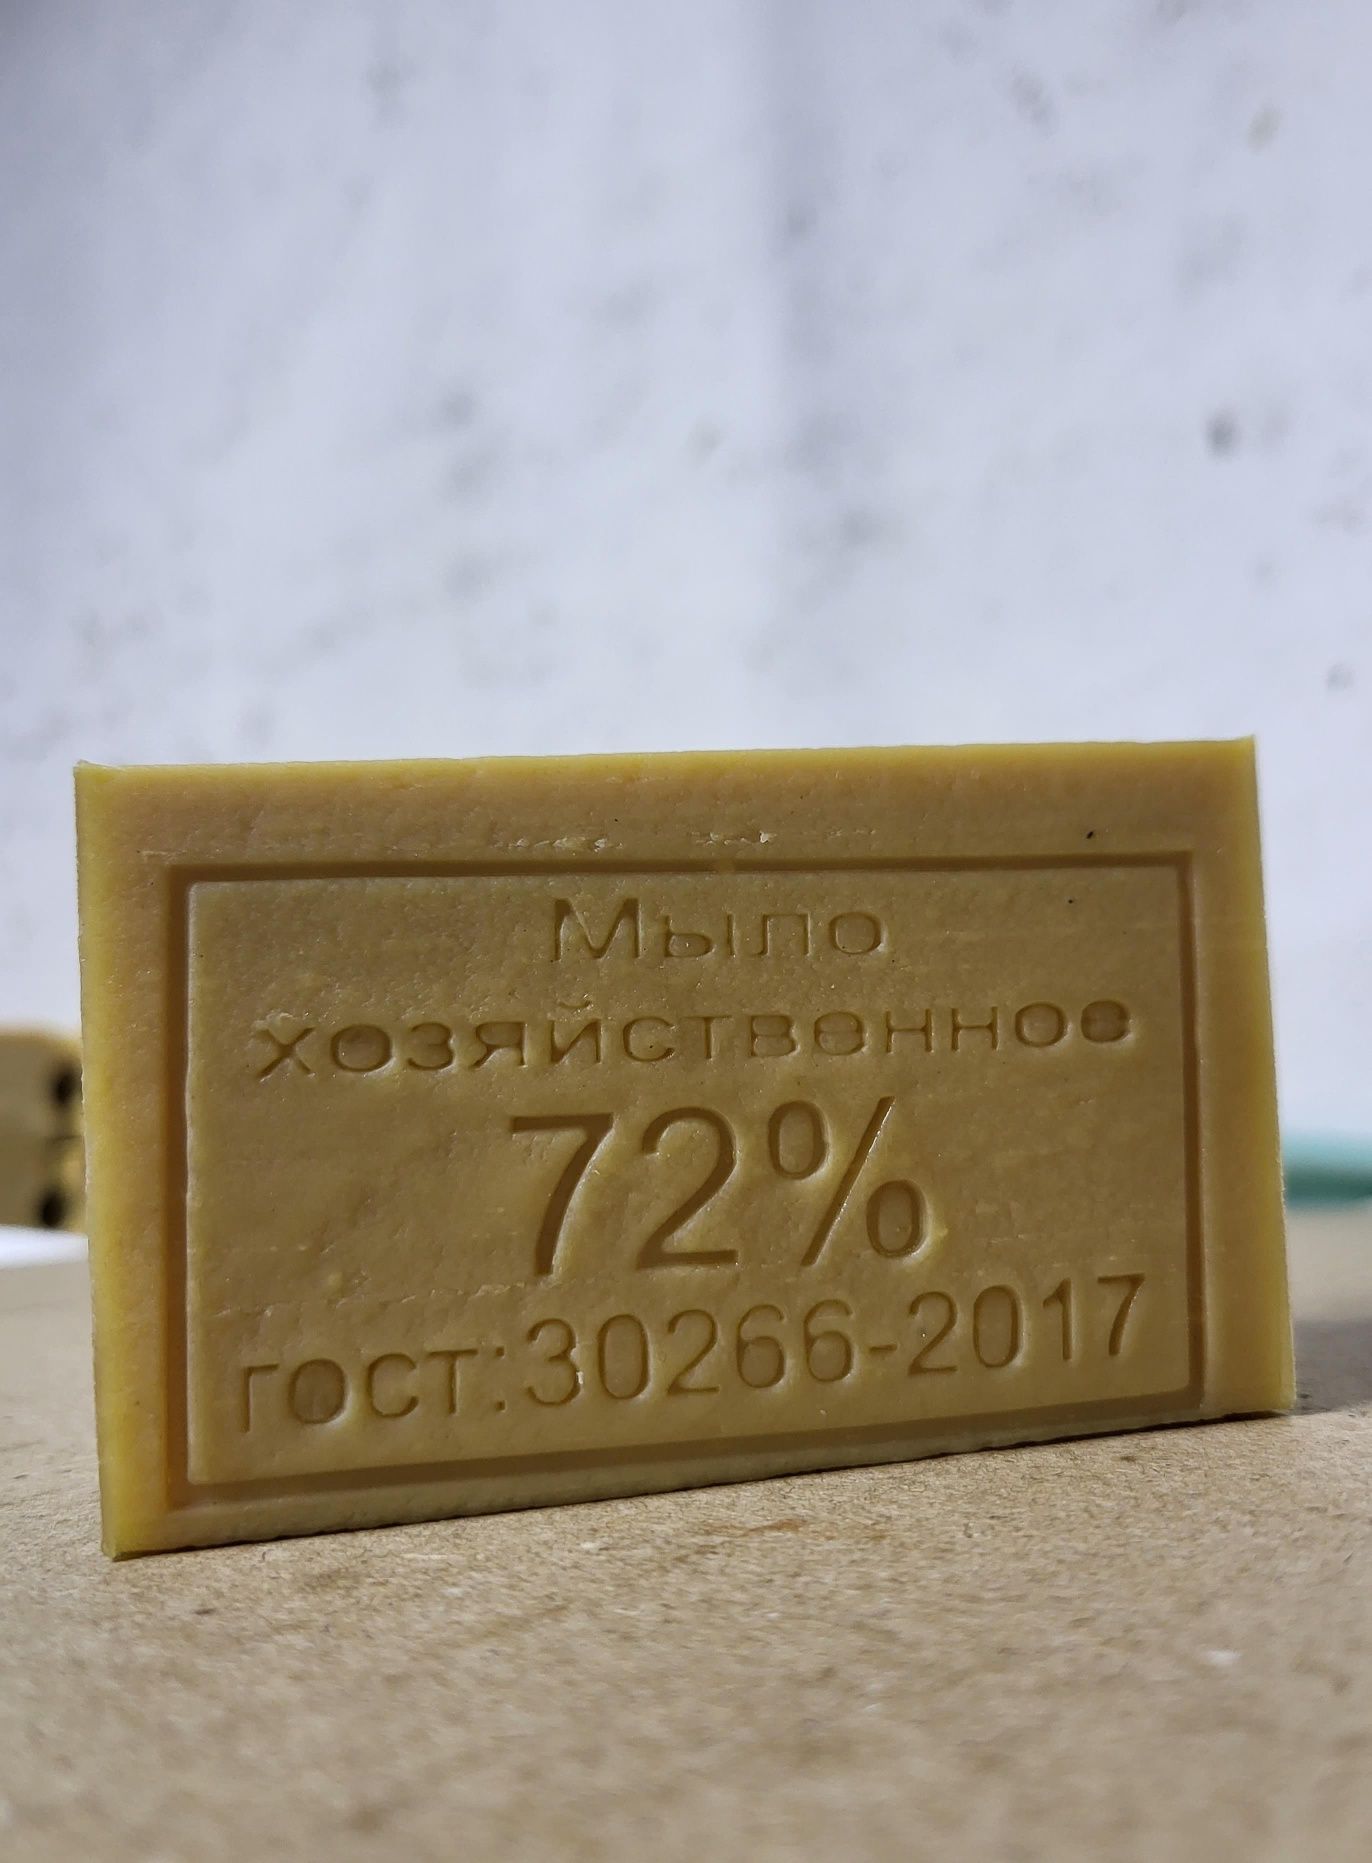 Мыло
хозяйственное
72%
гост:30266-2017